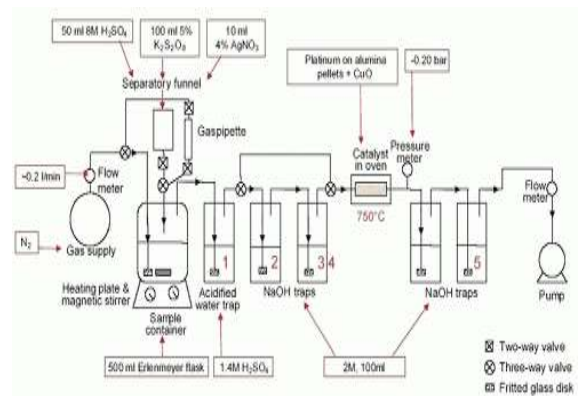 50 ml 8M H₂SO₄
100 ml 5%
K₂S₂O₈
10 ml
4% AgNO₃
Separatory funnel
Platinum on alumina
pellets + CuO
-0.20 bar
Gaspipette
Catalyst
in oven
Pressure
meter
750°C
~0.2 l/min
Flow
meter
N₂
Gas supply
Flow
meter
1
2
3
4
5
Heating plate &
magnetic stirrer
Acidified
water trap
NaOH traps
NaOH traps
Pump
Sample
container
500 ml Erlenmeyer flask
1.4M H₂SO₄
2M, 100ml
Two-way valve
Three-way valve
Fritted glass disk